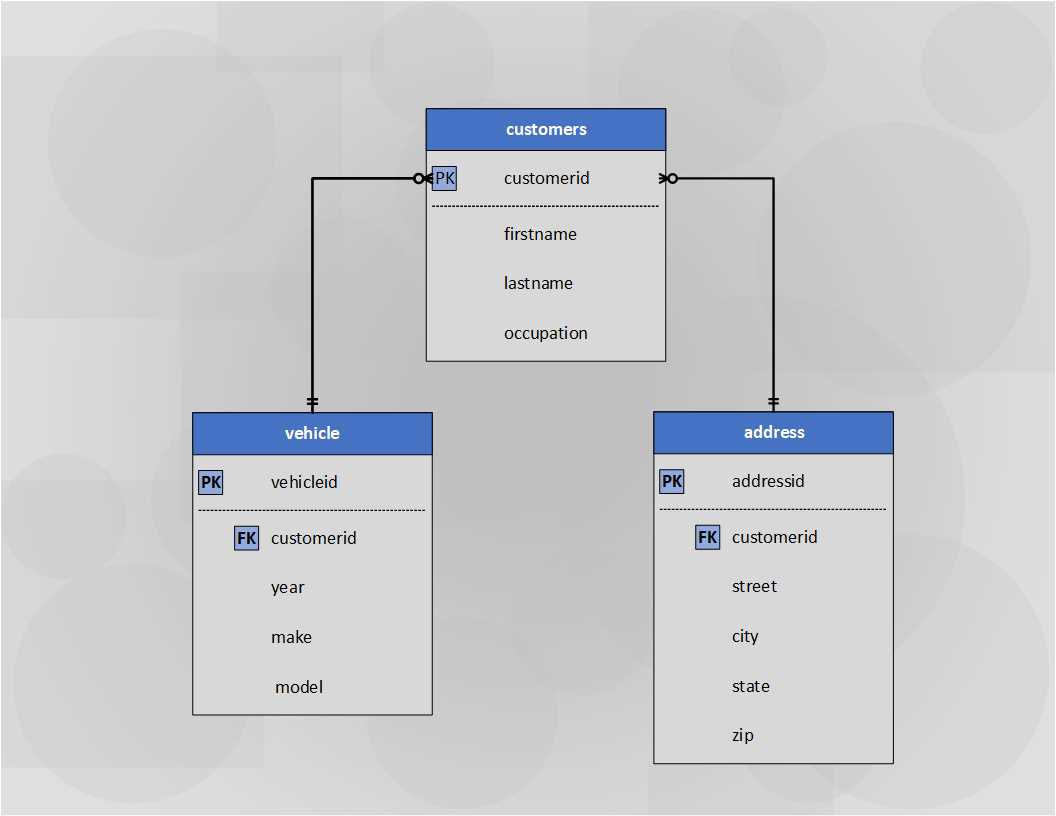 customers
PK customerid
firstname
lastname
occupation
vehicle
PK vehicleid
FK customerid
year
make
model
address
PK addressid
FK customerid
street
city
state
zip